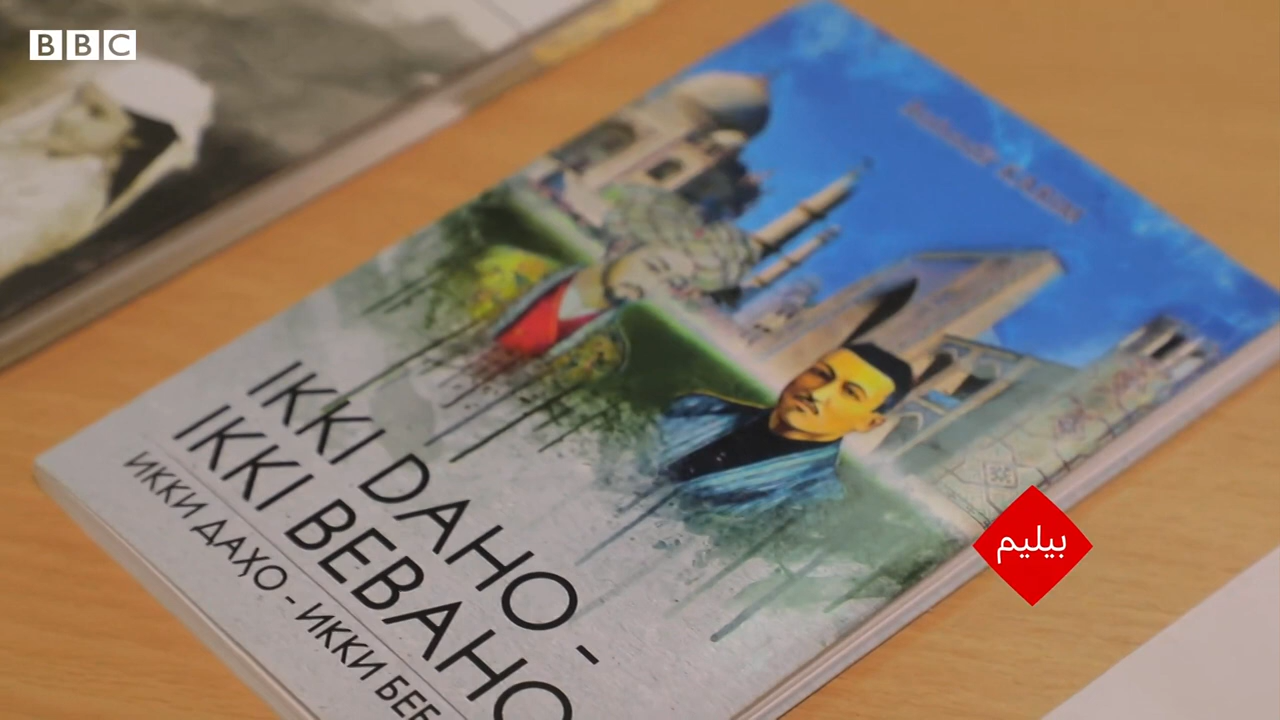 BBC
IKKI DAHO -
IKKI BEBAHO
ИККИ ДАҲО - ИККИ БЕБ
بیلیم